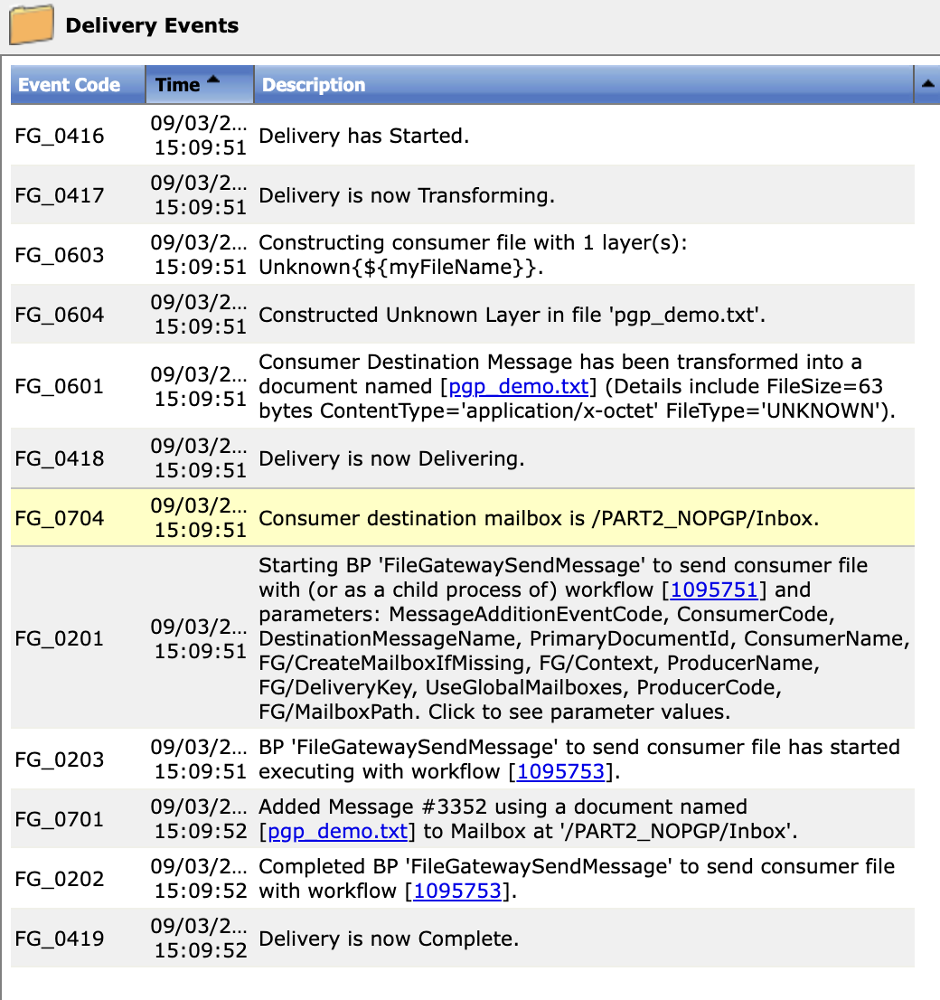 Delivery Events
Event Code Time Description
FG_0416 09/03/2... 15:09:51 Delivery has Started.
FG_0417 09/03/2... 15:09:51 Delivery is now Transforming.
FG_0603 09/03/2... 15:09:51 Constructing consumer file with 1 layer(s):
Unknown{${myFileName}}.
FG_0604 09/03/2... 15:09:51 Constructed Unknown Layer in file 'pgp_demo.txt'.
FG_0601 09/03/2... 15:09:51 Consumer Destination Message has been transformed into a
document named [pgp_demo.txt] (Details include FileSize=63
bytes ContentType='application/x-octet' FileType='UNKNOWN').
FG_0418 09/03/2... 15:09:51 Delivery is now Delivering.
FG_0704 09/03/2... 15:09:51 Consumer destination mailbox is /PART2_NOPGP/Inbox.
FG_0201 09/03/2... 15:09:51 Starting BP 'FileGatewaySendMessage' to send consumer file
with (or as a child process of) workflow [1095751] and
parameters: MessageAdditionEventCode, ConsumerCode,
DestinationMessageName, PrimaryDocumentId, ConsumerName,
FG/CreateMailboxIfMissing, FG/Context, ProducerName,
FG/DeliveryKey, UseGlobalMailboxes, ProducerCode,
FG/MailboxPath. Click to see parameter values.
FG_0203 09/03/2... 15:09:51 BP 'FileGatewaySendMessage' to send consumer file has started
executing with workflow [1095753].
FG_0701 09/03/2... 15:09:52 Added Message #3352 using a document named
[pgp_demo.txt] to Mailbox at '/PART2_NOPGP/Inbox'.
FG_0202 09/03/2... 15:09:52 Completed BP 'FileGatewaySendMessage' to send consumer file
with workflow [1095753].
FG_0419 09/03/2... 15:09:52 Delivery is now Complete.